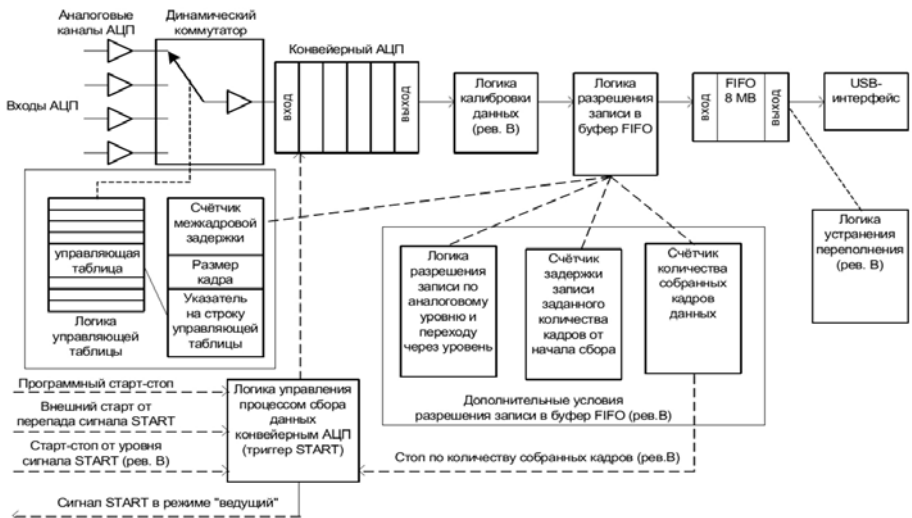 Аналоговые
каналы АЦП
Динамический
коммутатор
Входы АЦП
Конвейерный АЦП
ВХОД
ВЫХОД
Логика
калибровки
данных
(рев. В)
Логика
разрешения
записи в
буфер FIFO
FIFO
8 MB
ВХОД
ВЫХОД
USB-
интерфейс
управляющая
таблица
Логика
управляющей
таблицы
Счётчик
межкадровой
задержки
Размер
кадра
Указатель
на строку
управляющей
таблицы
Логика
разрешения
записи по
аналоговому
уровню и
переходу
через уровень
Счётчик
задержки
записи
заданного
количества
кадров от
начала сбора
Счётчик
количества
собранных
кадров
данных
Логика
устранения
переполнения
(рев. В)
Дополнительные условия
разрешения записи в буфер FIFO (рев.В)
Программный старт-стоп
Внешний старт от
перепада сигнала START
Старт-стоп от уровня
сигнала START (рев. В)
Логика управления
процессом сбора
данных
конвейерным АЦП
(триггер START)
Стоп по количеству собранных кадров (рев.В)
Сигнал START в режиме "ведущий"